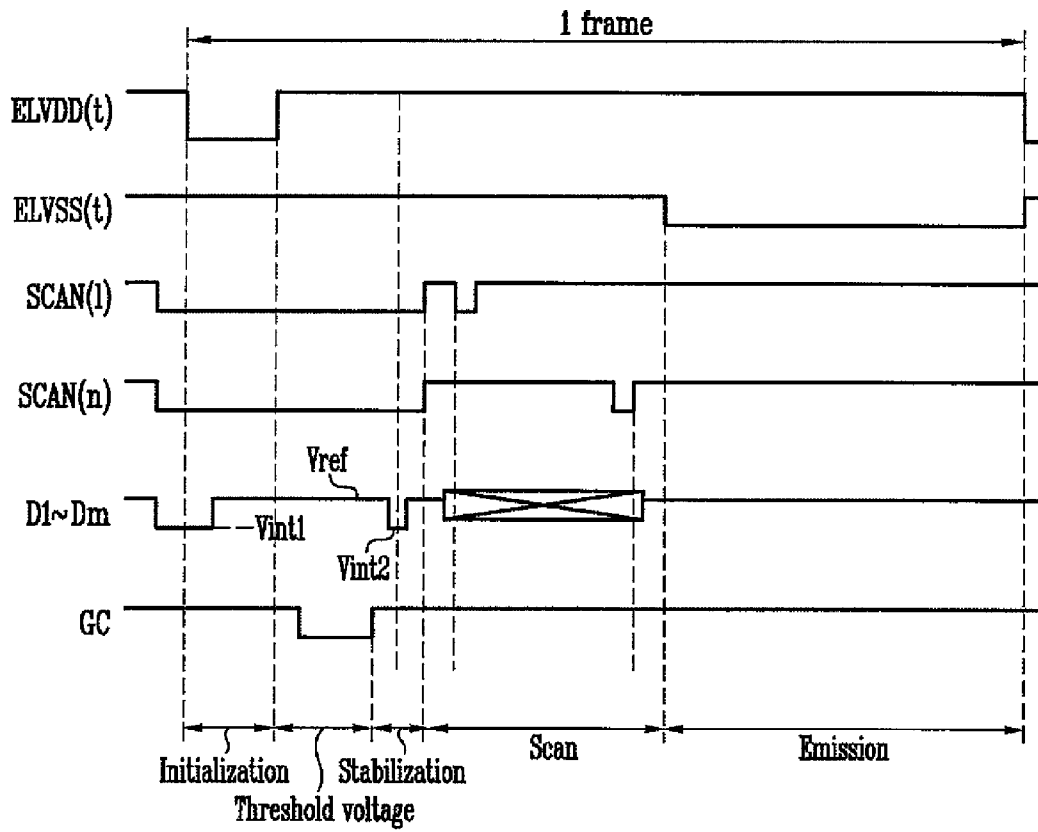 1 frame
ELVDD(t)
ELVSS(t)
SCAN(1)
SCAN(n)
Vref
D1~Dm
Vint1
Vint2
GC
Scan
Emission
Initialization
Stabilization
Threshold voltage